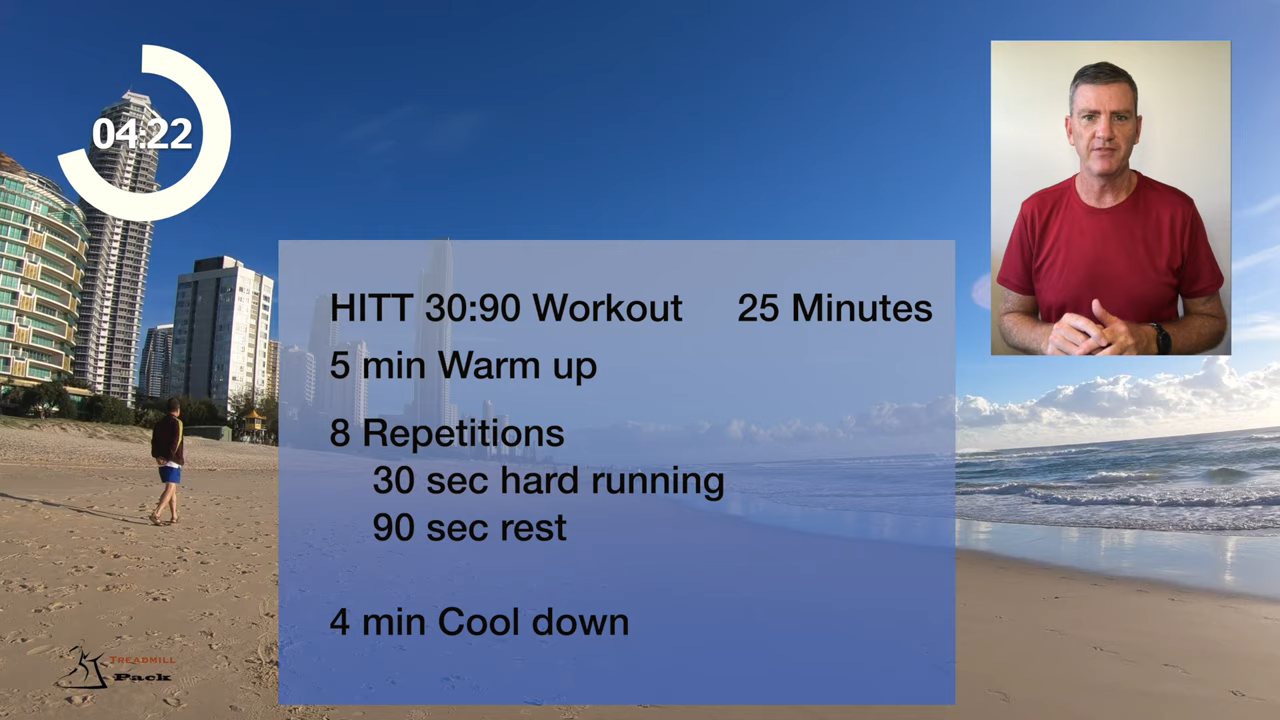 04:22
HITT 30:90 Workout 25 Minutes
5 min Warm up
8 Repetitions
30 sec hard running
90 sec rest
4 min Cool down
Treadmill
Pack